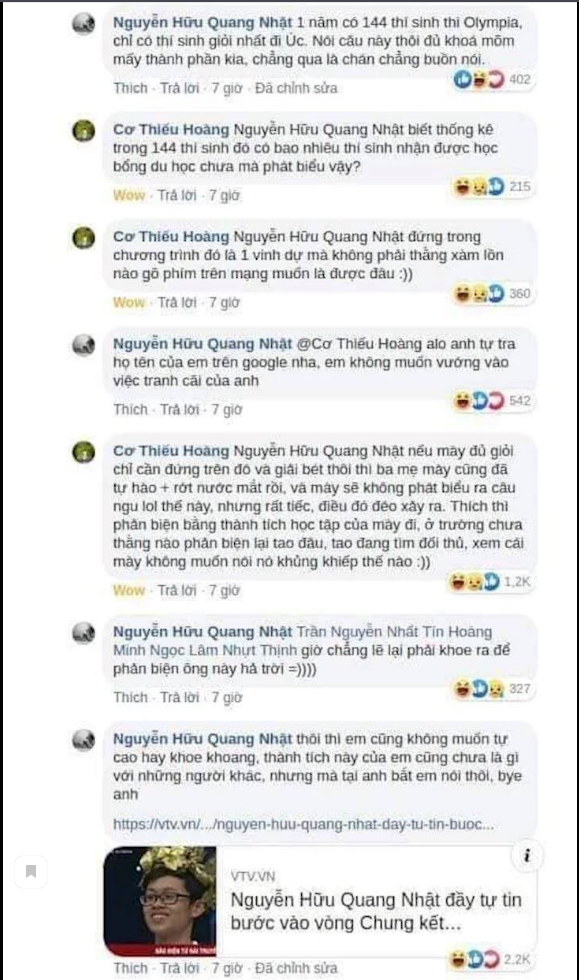 Nguyễn Hữu Quang Nhật 1 năm có 144 thí sinh thi Olympia,
chỉ có thí sinh giỏi nhất đi Úc. Nói câu này thôi đủ khoá mõm
mấy thành phần kia, chẳng qua là chán chẳng buồn nói.
402
Thích · Trả lời · 7 giờ · Đã chỉnh sửa
Cơ Thiếu Hoàng Nguyễn Hữu Quang Nhật biết thống kê
trong 144 thí sinh đó có bao nhiêu thí sinh nhận được học
bổng du học chưa mà phát biểu vậy?
215
Wow · Trả lời · 7 giờ
Cơ Thiếu Hoàng Nguyễn Hữu Quang Nhật đứng trong
chương trình đó là 1 vinh dự mà không phải thằng xàm lồn
nào gõ phím trên mạng muốn là được đâu :))
360
Wow · Trả lời · 7 giờ
Nguyễn Hữu Quang Nhật @Cơ Thiếu Hoàng alo anh tự tra
họ tên của em trên google nha, em không muốn vướng vào
việc tranh cãi của anh
542
Thích · Trả lời · 7 giờ
Cơ Thiếu Hoàng Nguyễn Hữu Quang Nhật nếu mày đủ giỏi
chỉ cần đứng trên đó và giải bét thôi thì ba mẹ mày cũng đã
tự hào + rớt nước mắt rồi, và mày sẽ không phát biểu ra câu
ngu lol thế này, nhưng rất tiếc, điều đó đéo xảy ra. Thích thì
phản biện bằng thành tích học tập của mày đi, ở trường chưa
thằng nào phản biện lại tao đâu, tao đang tìm đối thủ, xem cái
mày không muốn nói nó khủng khiếp thế nào :))
1,2K
Wow · Trả lời · 7 giờ
Nguyễn Hữu Quang Nhật Trần Nguyễn Nhất Tín Hoàng
Minh Ngọc Lâm Nhựt Thịnh giờ chẳng lẽ lại phải khoe ra để
phản biện ông này hả trời =))))
327
Thích · Trả lời · 7 giờ
Nguyễn Hữu Quang Nhật thôi thì em cũng không muốn tự
cao hay khoe khoang, thành tích này của em cũng chưa là gì
với những người khác, nhưng mà tại anh bắt em nói thôi, bye
anh
https://vtv.vn/.../nguyen-huu-quang-nhat-day-tu-tin-buoc...
VTV.VN
Nguyễn Hữu Quang Nhật đầy tự tin
bước vào vòng Chung kết...
2,2K
Thích · Trả lời · 7 giờ · Đã chỉnh sửa